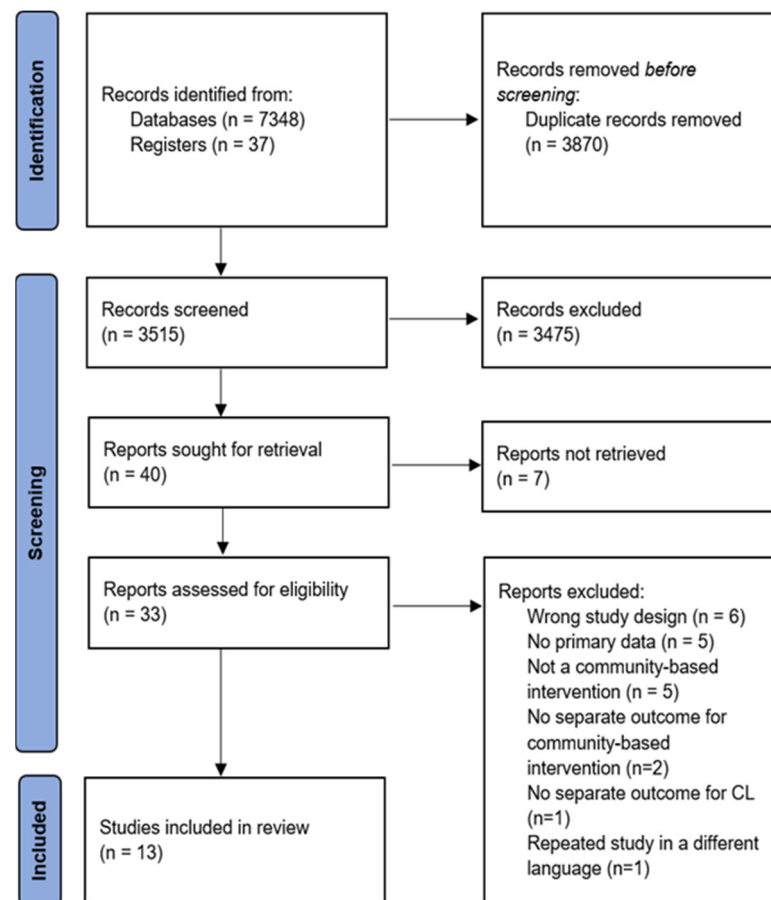 Identification
Records identified from:
Databases (n = 7348)
Registers (n = 37)
Records removed before
screening:
Duplicate records removed
(n = 3870)
Screening
Records screened
(n = 3515)
Records excluded
(n = 3475)
Reports sought for retrieval
(n = 40)
Reports not retrieved
(n = 7)
Reports assessed for eligibility
(n = 33)
Reports excluded:
Wrong study design (n = 6)
No primary data (n = 5)
Not a community-based
intervention (n = 5)
No separate outcome for
community-based
intervention (n=2)
No separate outcome for CL
(n=1)
Repeated study in a different
language (n=1)
Included
Studies included in review
(n = 13)